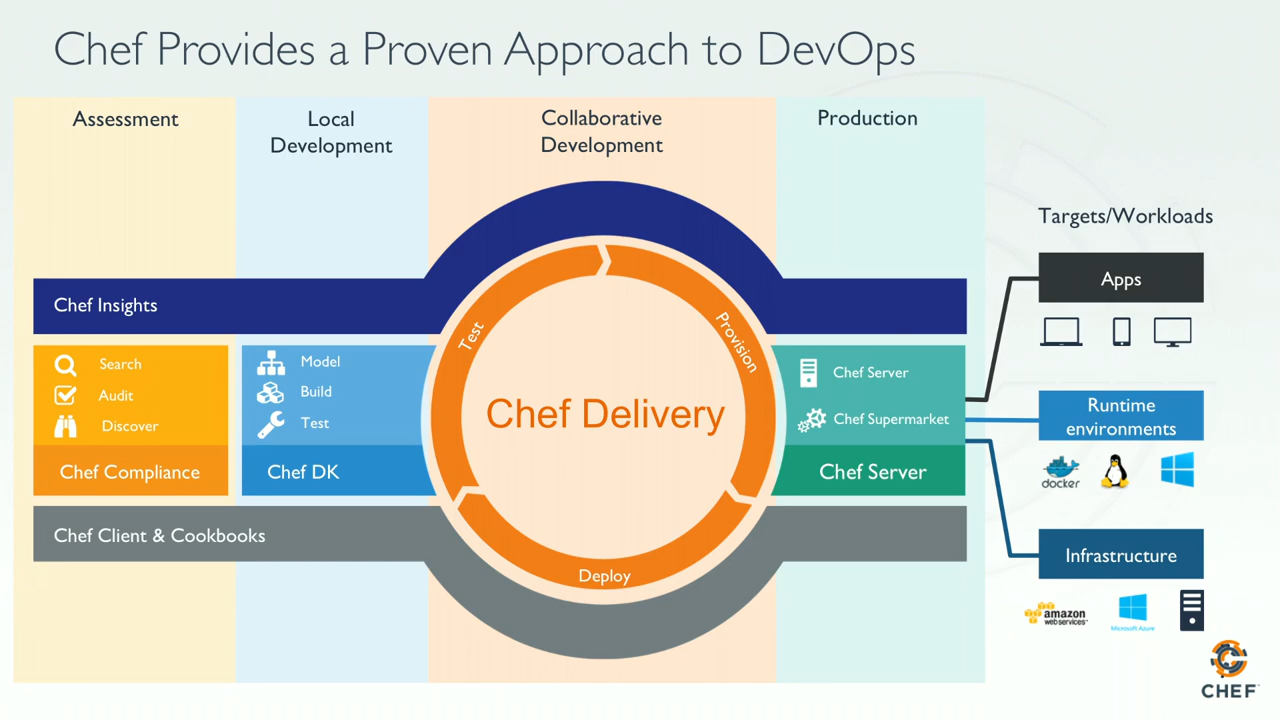 Chef Provides a Proven Approach to DevOps
Assessment
Local
Development
Collaborative
Development
Production
Targets/Workloads
Chef Insights
Search
Audit
Discover
Chef Compliance
Model
Build
Test
Chef DK
Test
Provision
Deploy
Chef Delivery
Chef Server
Chef Supermarket
Chef Server
Chef Client & Cookbooks
Apps
Runtime
environments
docker
Infrastructure
amazon
webservices
Microsoft Azure
CHEF